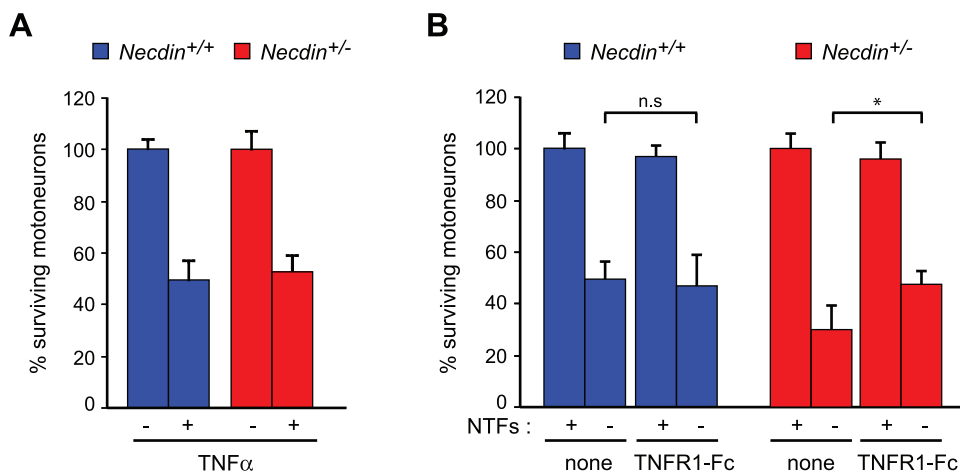 A
Necdin+/+ Necdin+/-
% surviving motoneurons
120
100
80
60
40
20
0
- + - +
TNFα
B
Necdin+/+ Necdin+/-
% surviving motoneurons
120
100
80
60
40
20
0
n.s *
NTFs : + - + - + - + -
none TNFR1-Fc none TNFR1-Fc